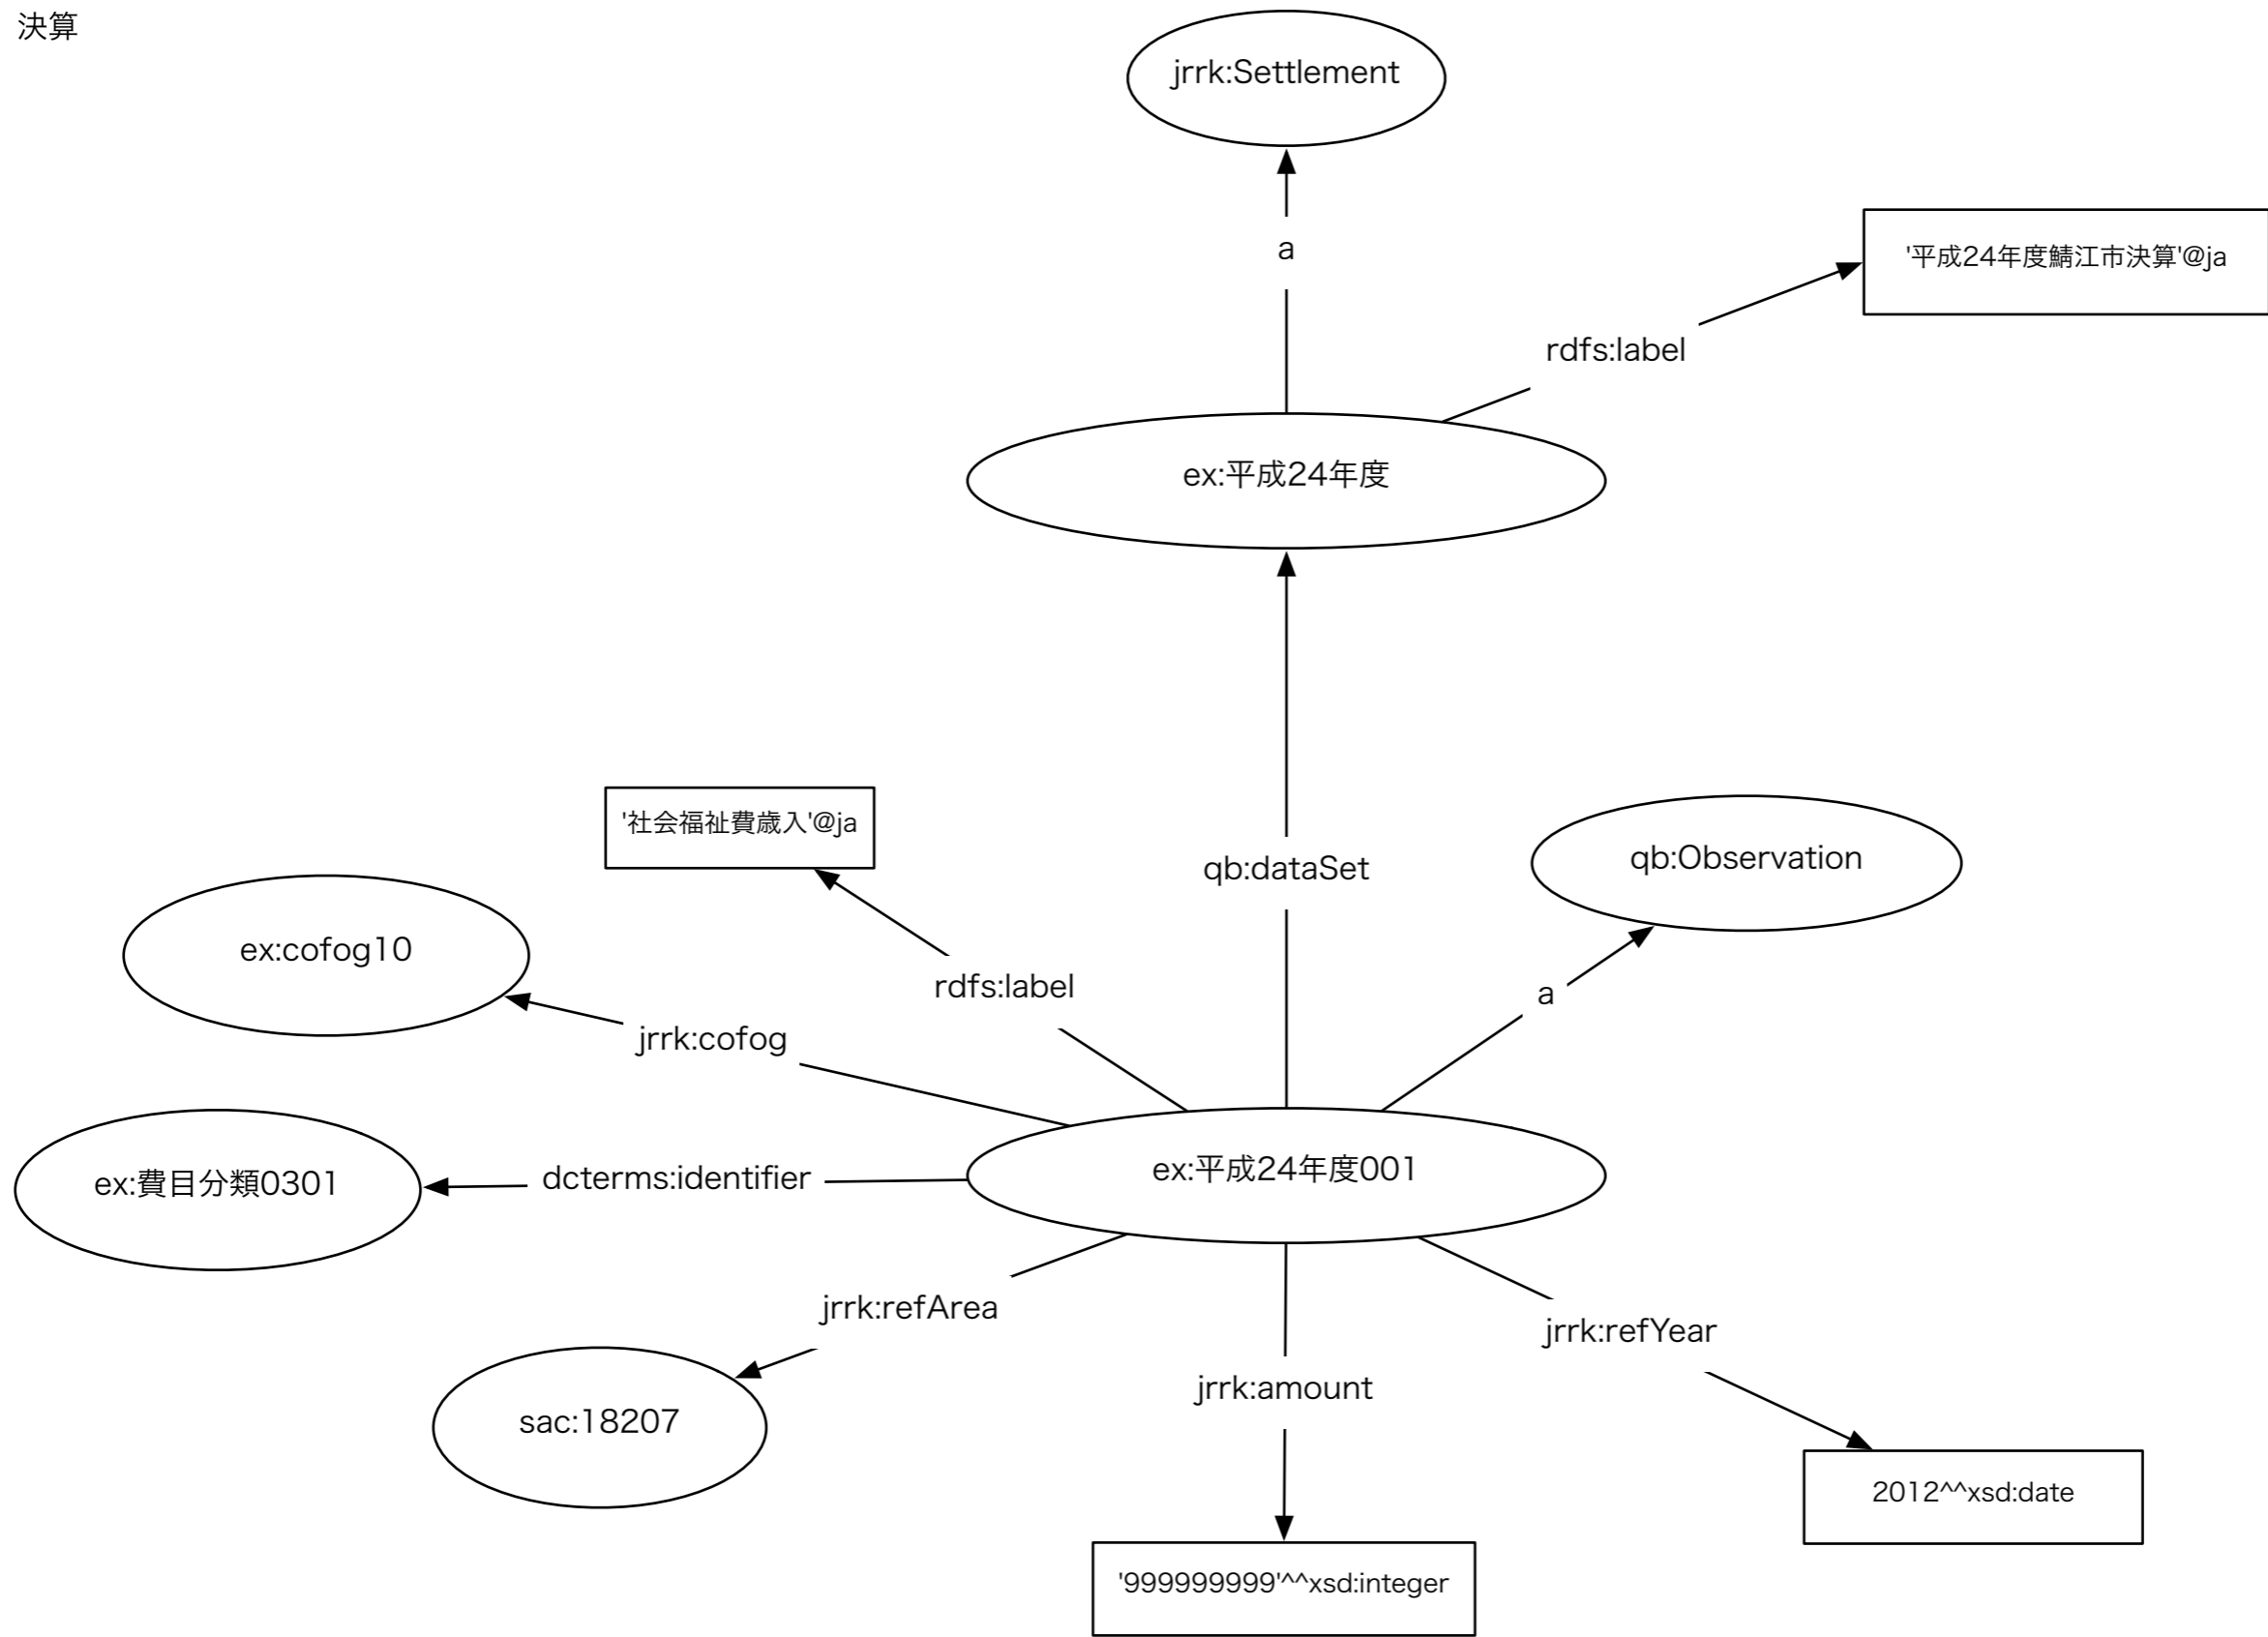 決算
jrrk:Settlement
a
'平成24年度鯖江市決算'@ja
rdfs:label
ex:平成24年度
'社会福祉費歳入'@ja
qb:dataSet
qb:Observation
ex:cofog10
rdfs:label
a
jrrk:cofog
ex:費目分類0301
dcterms:identifier
ex:平成24年度001
jrrk:refArea
jrrk:refYear
jrrk:amount
sac:18207
2012^^xsd:date
'999999999'^^xsd:integer